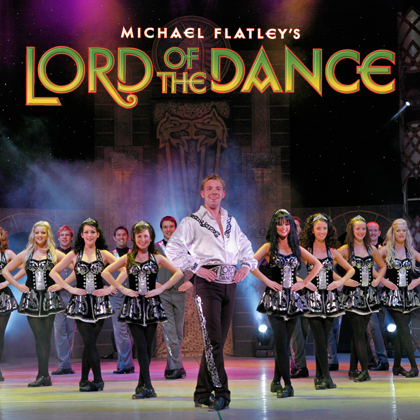 MICHAEL FLATLEY'S
LORD OF THE DANCE